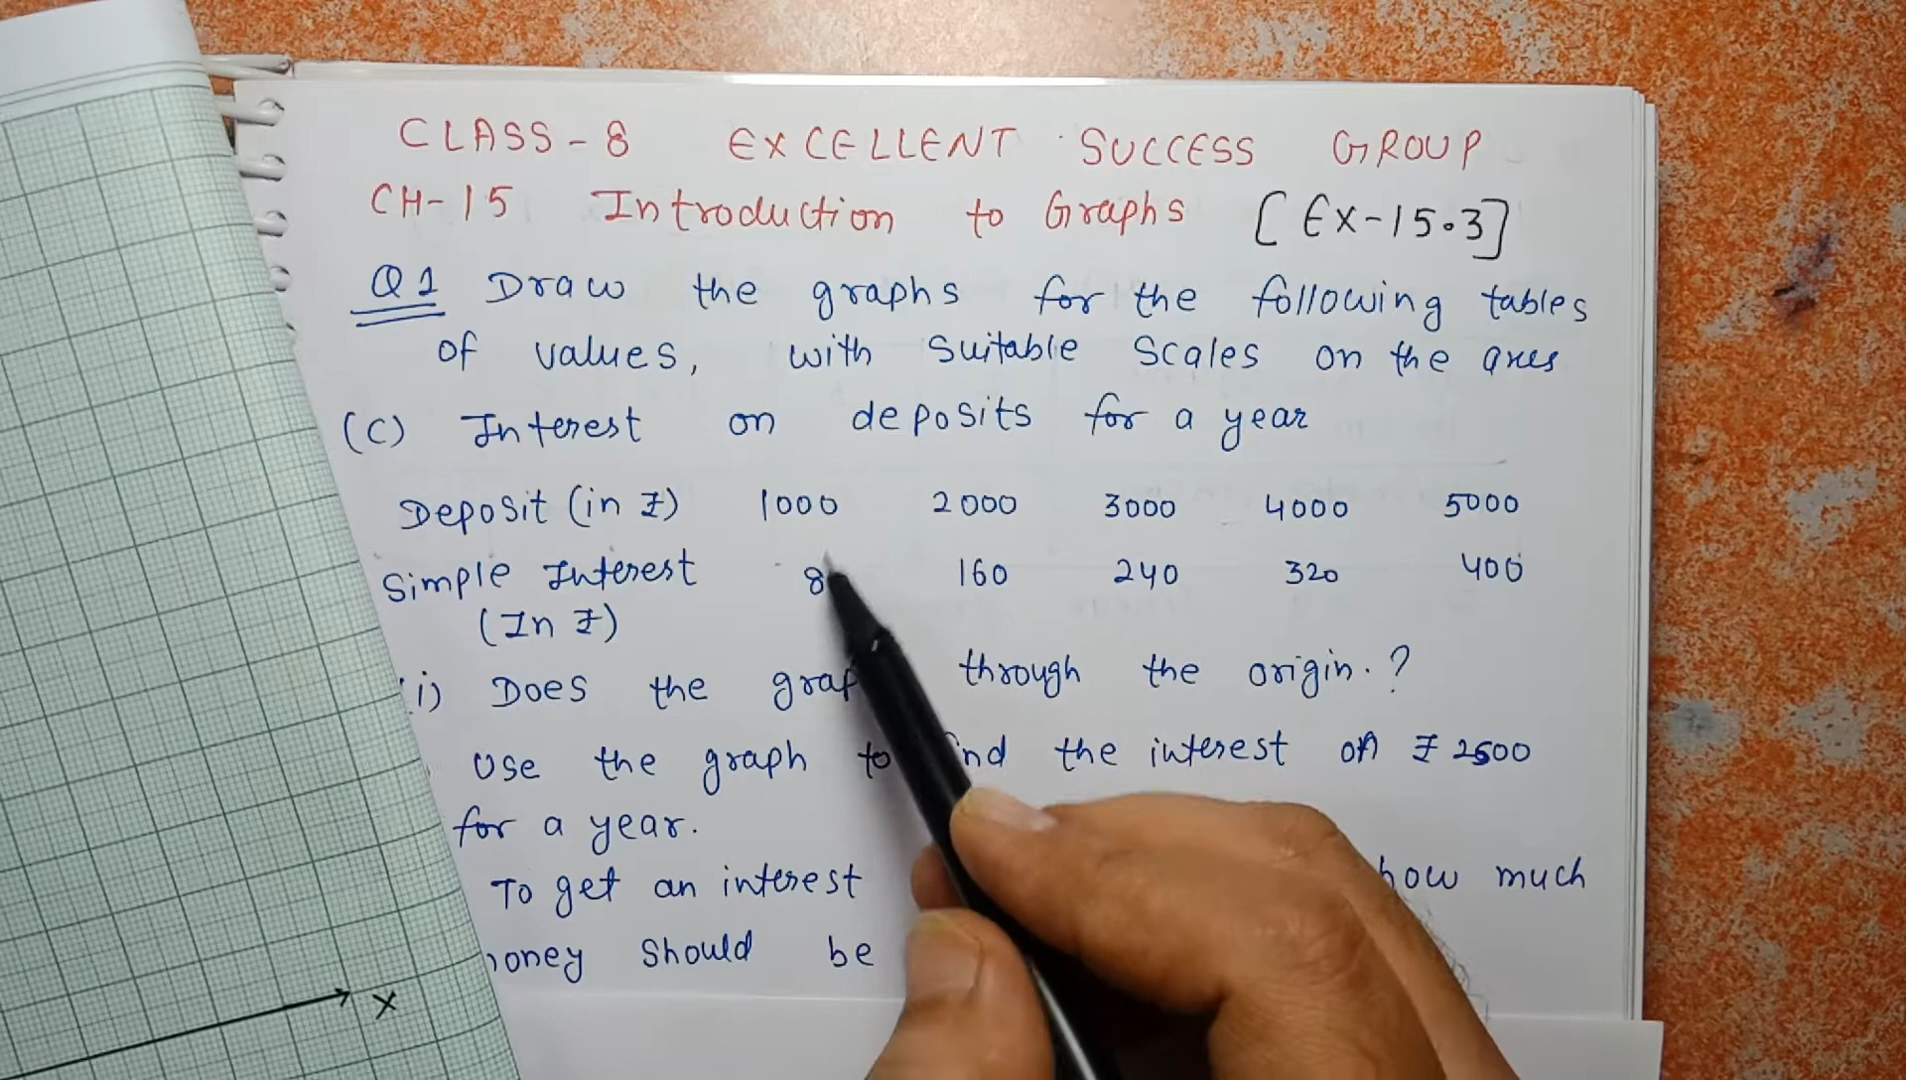 CLASS-8 EXCELLENT SUCCESS GROUP
CH-15 Introduction to Graphs [Ex-15.3]
Q1 Draw the graphs for the following tables
of values, with suitable scales on the axes
(C) Interest on deposits for a year
Deposit (in ₹) 1000 2000 3000 4000 5000
Simple Interest 8 160 240 320 400
(In ₹)
(i) Does the through the origin.?
Use the graph to the interest on ₹ 2500
for a year.
To get an interest how much
should be
X